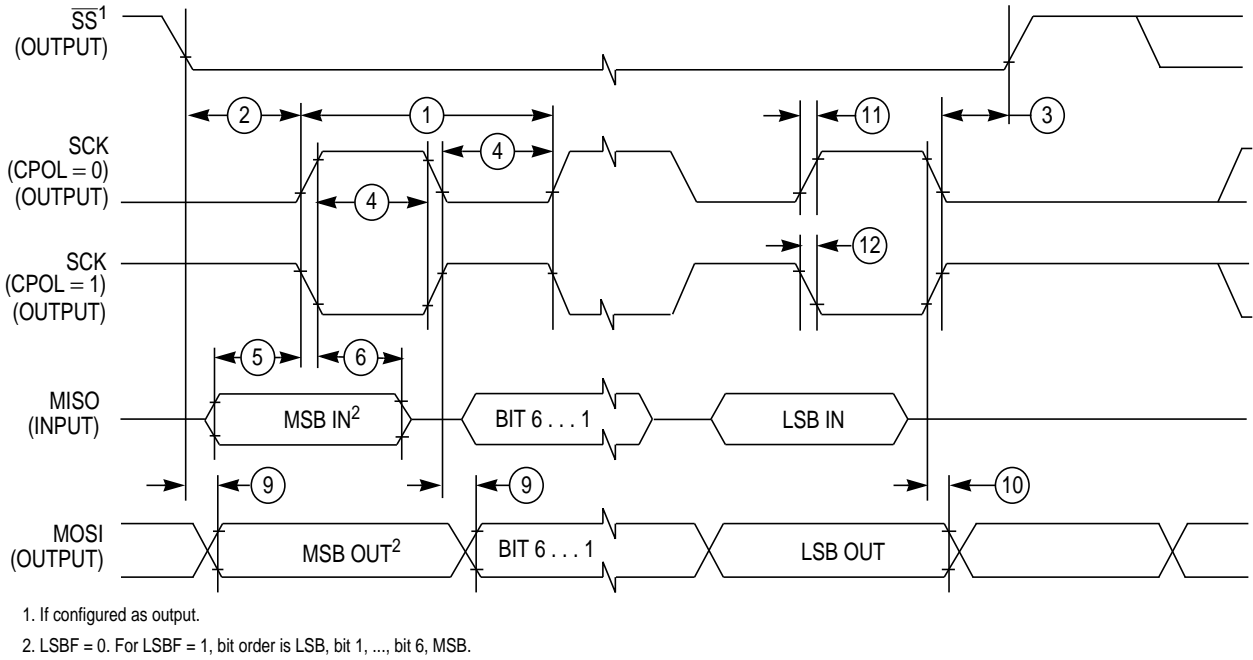 SS¹
(OUTPUT)
2
1
11
3
SCK
(CPOL = 0)
(OUTPUT)
4
4
12
SCK
(CPOL = 1)
(OUTPUT)
5
6
MISO
(INPUT)
MSB IN²
BIT 6 . . . 1
LSB IN
9
9
10
MOSI
(OUTPUT)
MSB OUT²
BIT 6 . . . 1
LSB OUT
1. If configured as output.
2. LSBF = 0. For LSBF = 1, bit order is LSB, bit 1, ..., bit 6, MSB.